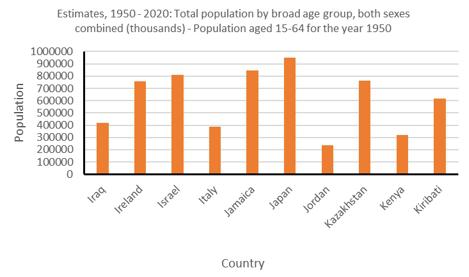 Estimates, 1950 - 2020: Total population by broad age group, both sexes
combined (thousands) - Population aged 15-64 for the year 1950
1000000
900000
800000
700000
600000
500000
400000
300000
200000
100000
0
Population
Iraq
Ireland
Israel
Italy
Jamaica
Japan
Jordan
Kazakhstan
Kenya
Kiribati
Country